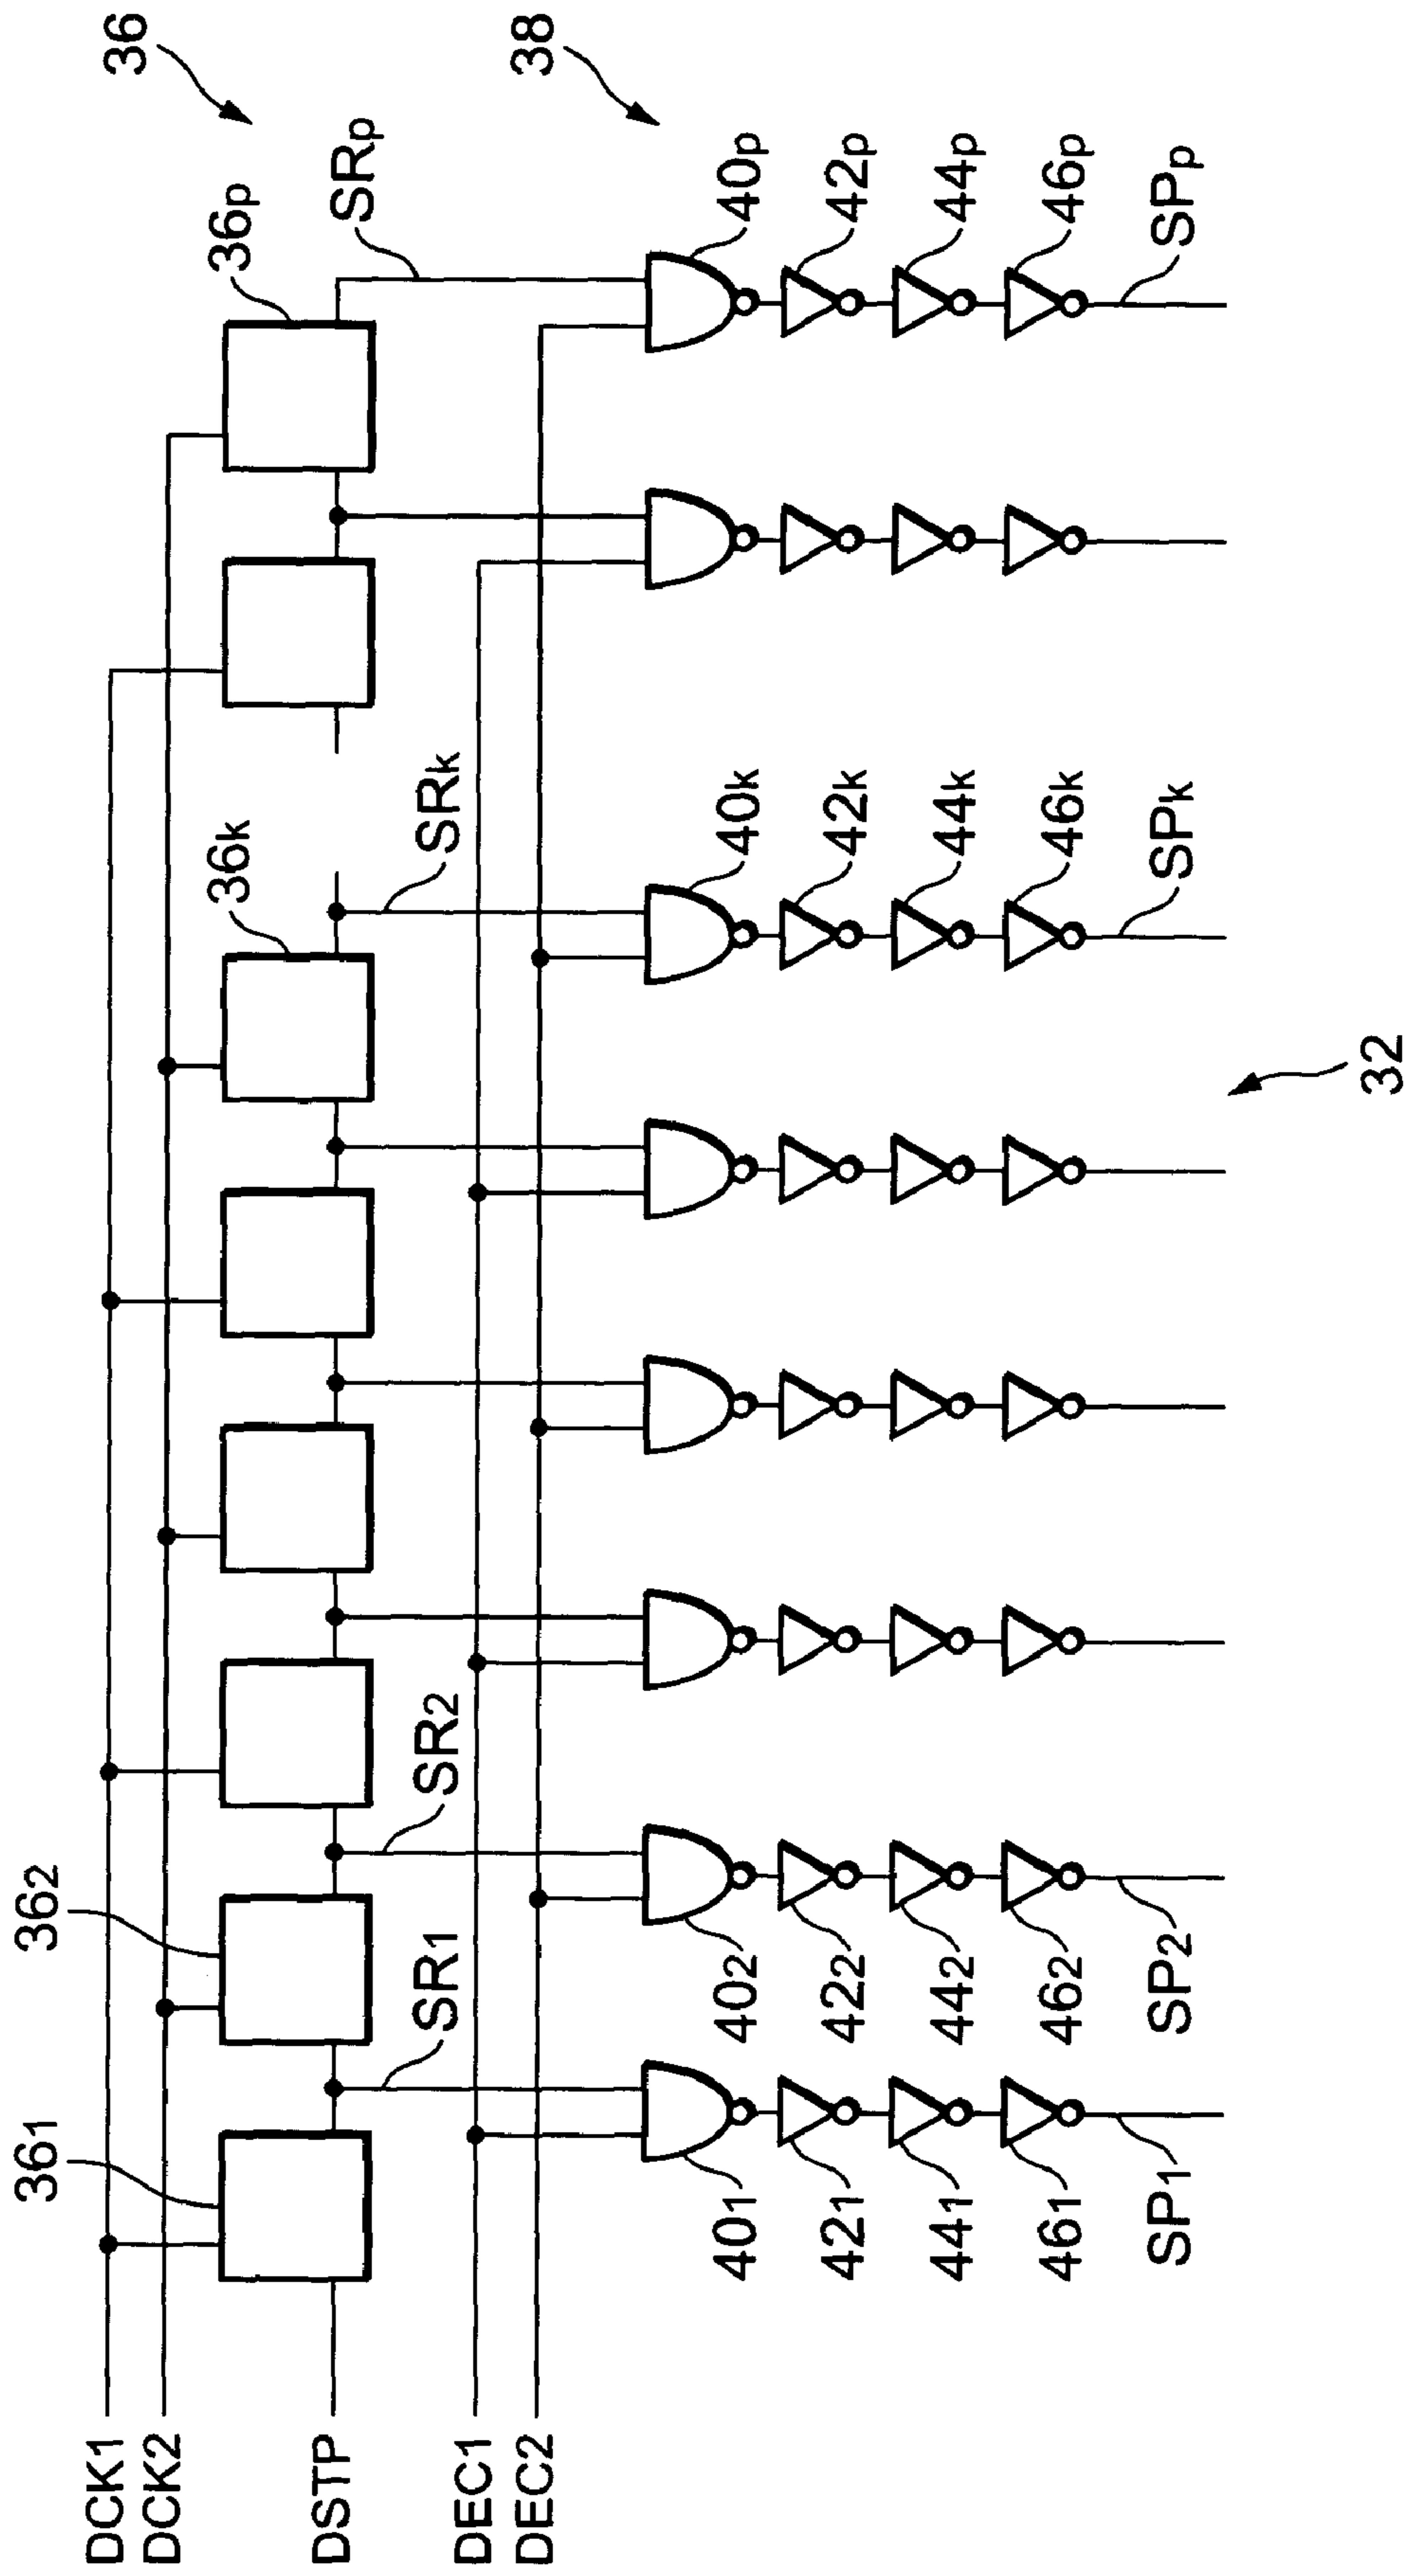 DCK1
DCK2
DSTP
DEC1
DEC2
36
38
361
362
36k
36p
SR1
SR2
SRk
SRp
401
402
40k
40p
421
422
42k
42p
441
442
44k
44p
461
462
46k
46p
SP1
SP2
SPk
SPp
32